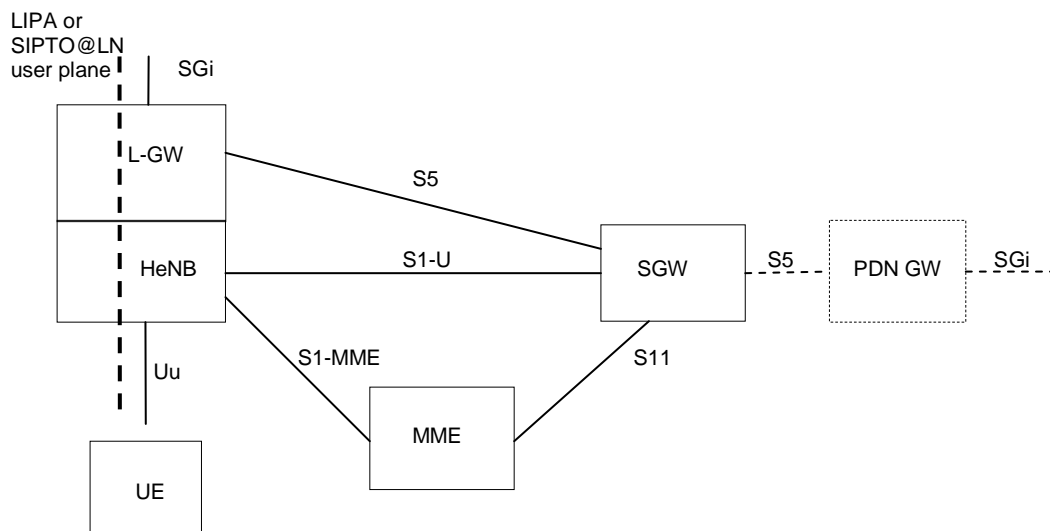 LIPA or
SIPTO@LN
user plane
SGi
L-GW
S5
HeNB
S1-U
SGW
S5
PDN GW
SGi
Uu
S1-MME
S11
MME
UE